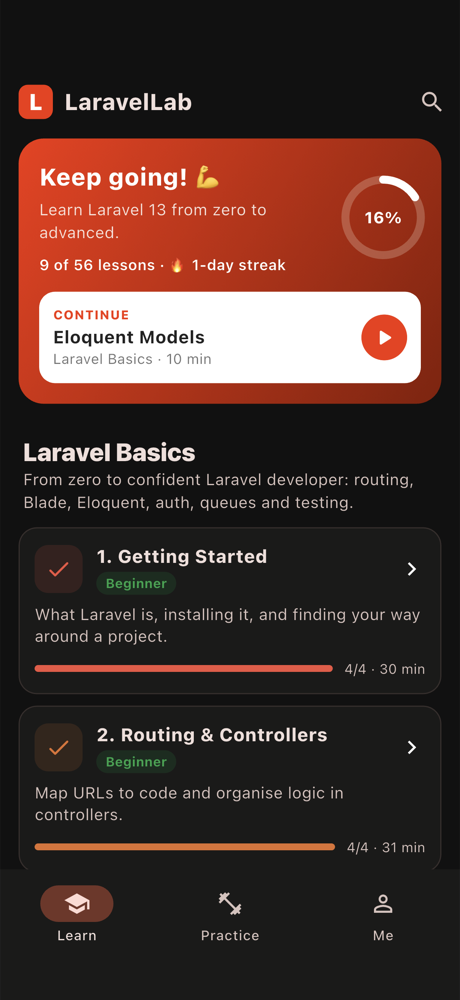 L LaravelLab
Keep going! 💪
Learn Laravel 13 from zero to
advanced.
9 of 56 lessons · 🔥 1-day streak
16%
CONTINUE
Eloquent Models
Laravel Basics · 10 min
Laravel Basics
From zero to confident Laravel developer: routing,
Blade, Eloquent, auth, queues and testing.
1. Getting Started
Beginner
What Laravel is, installing it, and finding your way
around a project.
4/4 · 30 min
2. Routing & Controllers
Beginner
Map URLs to code and organise logic in
controllers.
4/4 · 31 min
Learn
Practice
Me